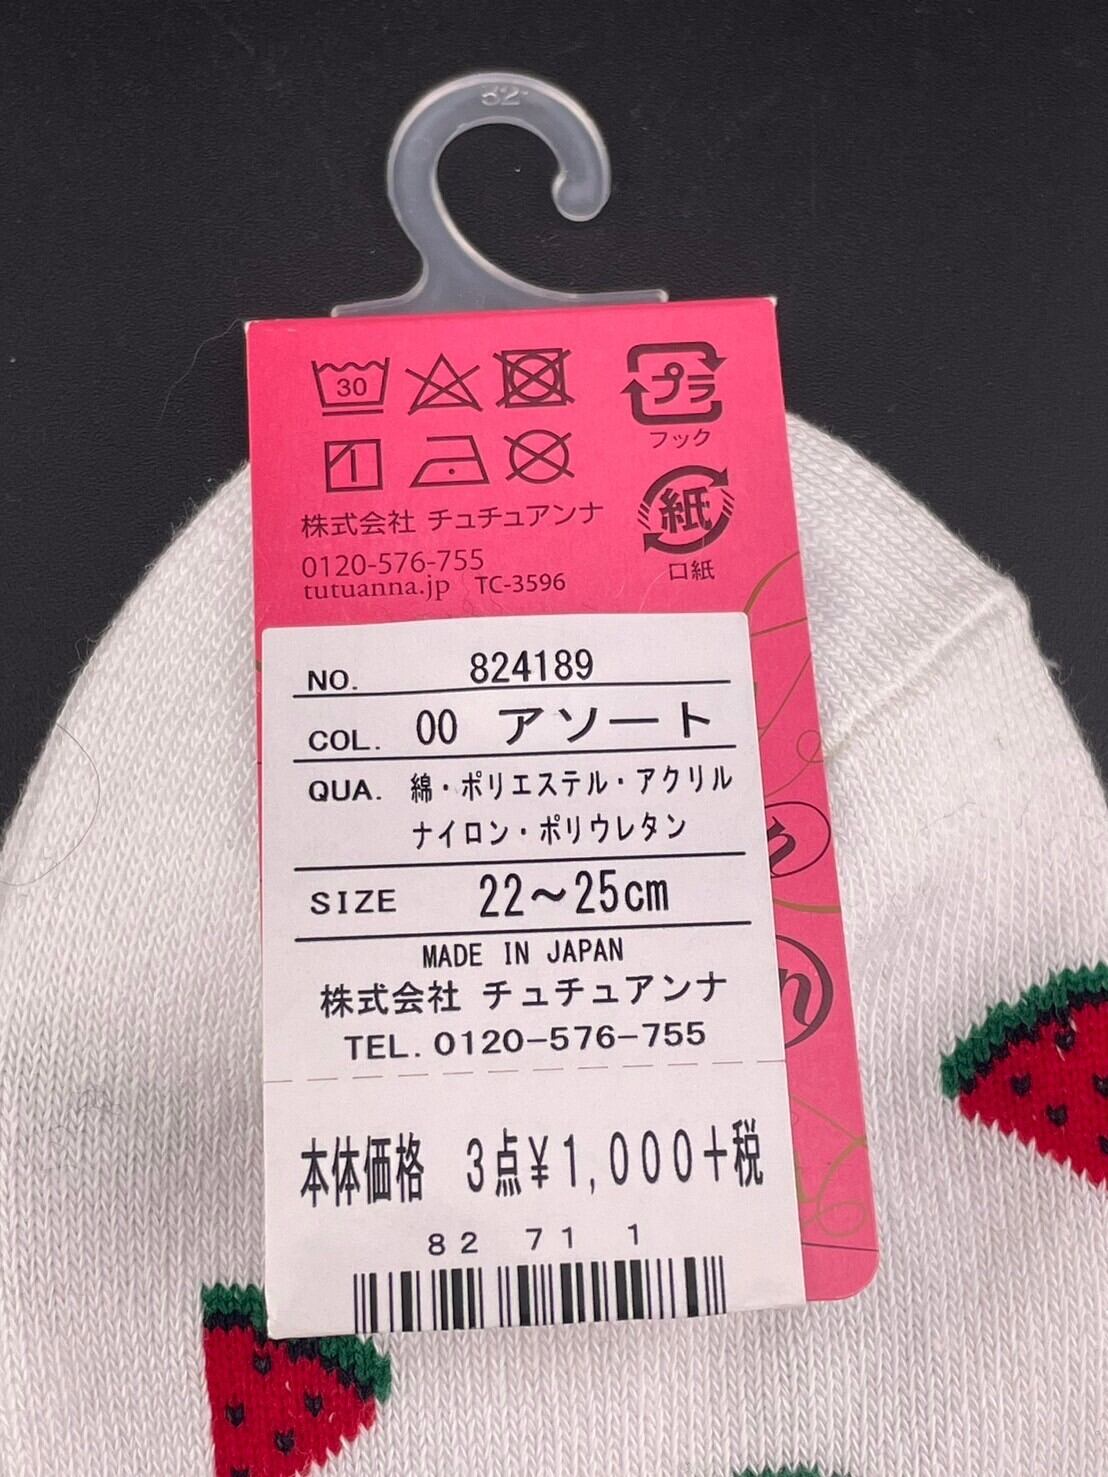 32
30
プラ
フック
紙
口紙
株式会社 チュチュアンナ
0120-576-755
tutuanna.jp TC-3596
NO. 824189
COL. 00 アソート
QUA. 綿・ポリエステル・アクリル
ナイロン・ポリウレタン
SIZE 22～25cm
MADE IN JAPAN
株式会社 チュチュアンナ
TEL.0120-576-755
本体価格 3点¥1,000+税
82 71 1